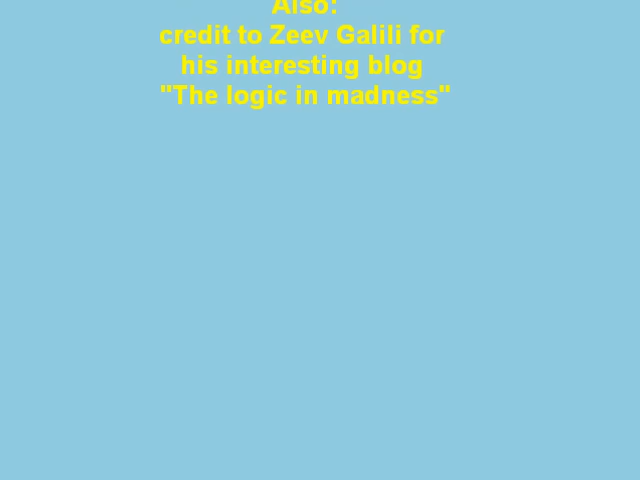 Also:
credit to Zeev Galili for
his interesting blog
"The logic in madness"